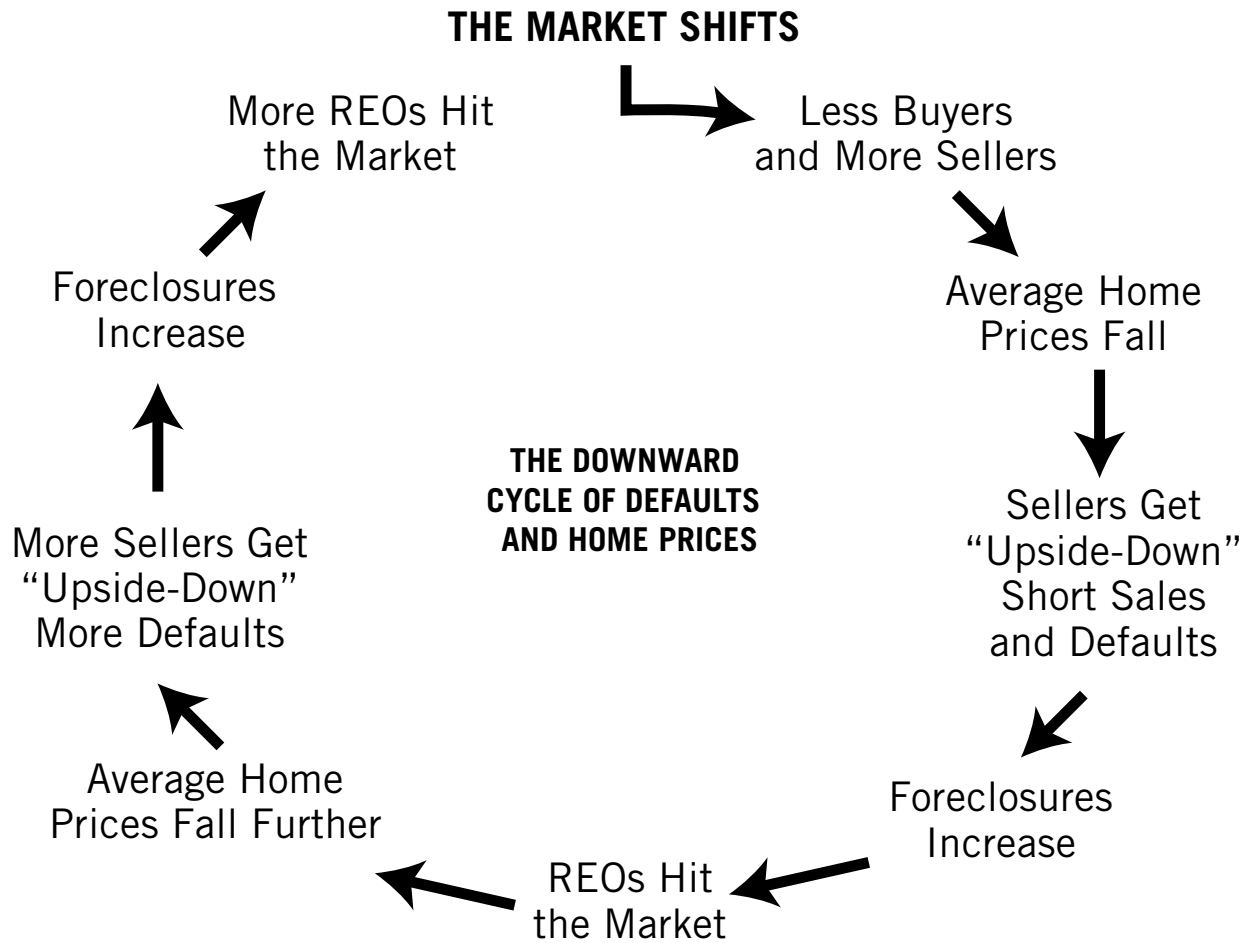 THE MARKET SHIFTS
Less Buyers
and More Sellers
Average Home
Prices Fall
Sellers Get
“Upside-Down”
Short Sales
and Defaults
Foreclosures
Increase
REOs Hit
the Market
Average Home
Prices Fall Further
More Sellers Get
“Upside-Down”
More Defaults
Foreclosures
Increase
More REOs Hit
the Market
THE DOWNWARD
CYCLE OF DEFAULTS
AND HOME PRICES